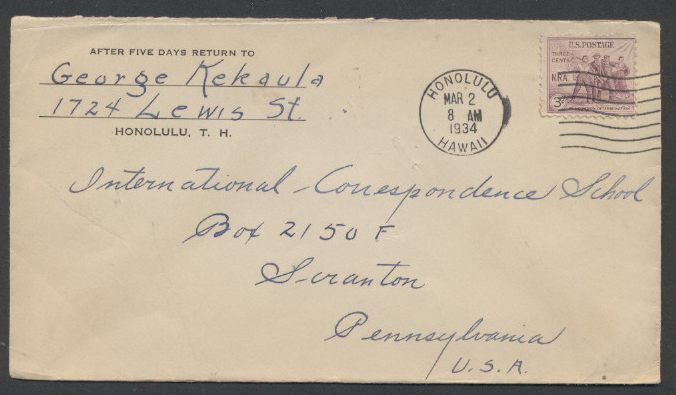 AFTER FIVE DAYS RETURN TO
George Kekaula
1724 Lewis St.
HONOLULU, T. H.
HONOLULU
MAR 2
8 AM
1934
HAWAII
U.S. POSTAGE
THREE CENTS
NRA
3¢
International Correspondence School
Box 2150 F
Scranton
Pennsylvania
U.S.A.